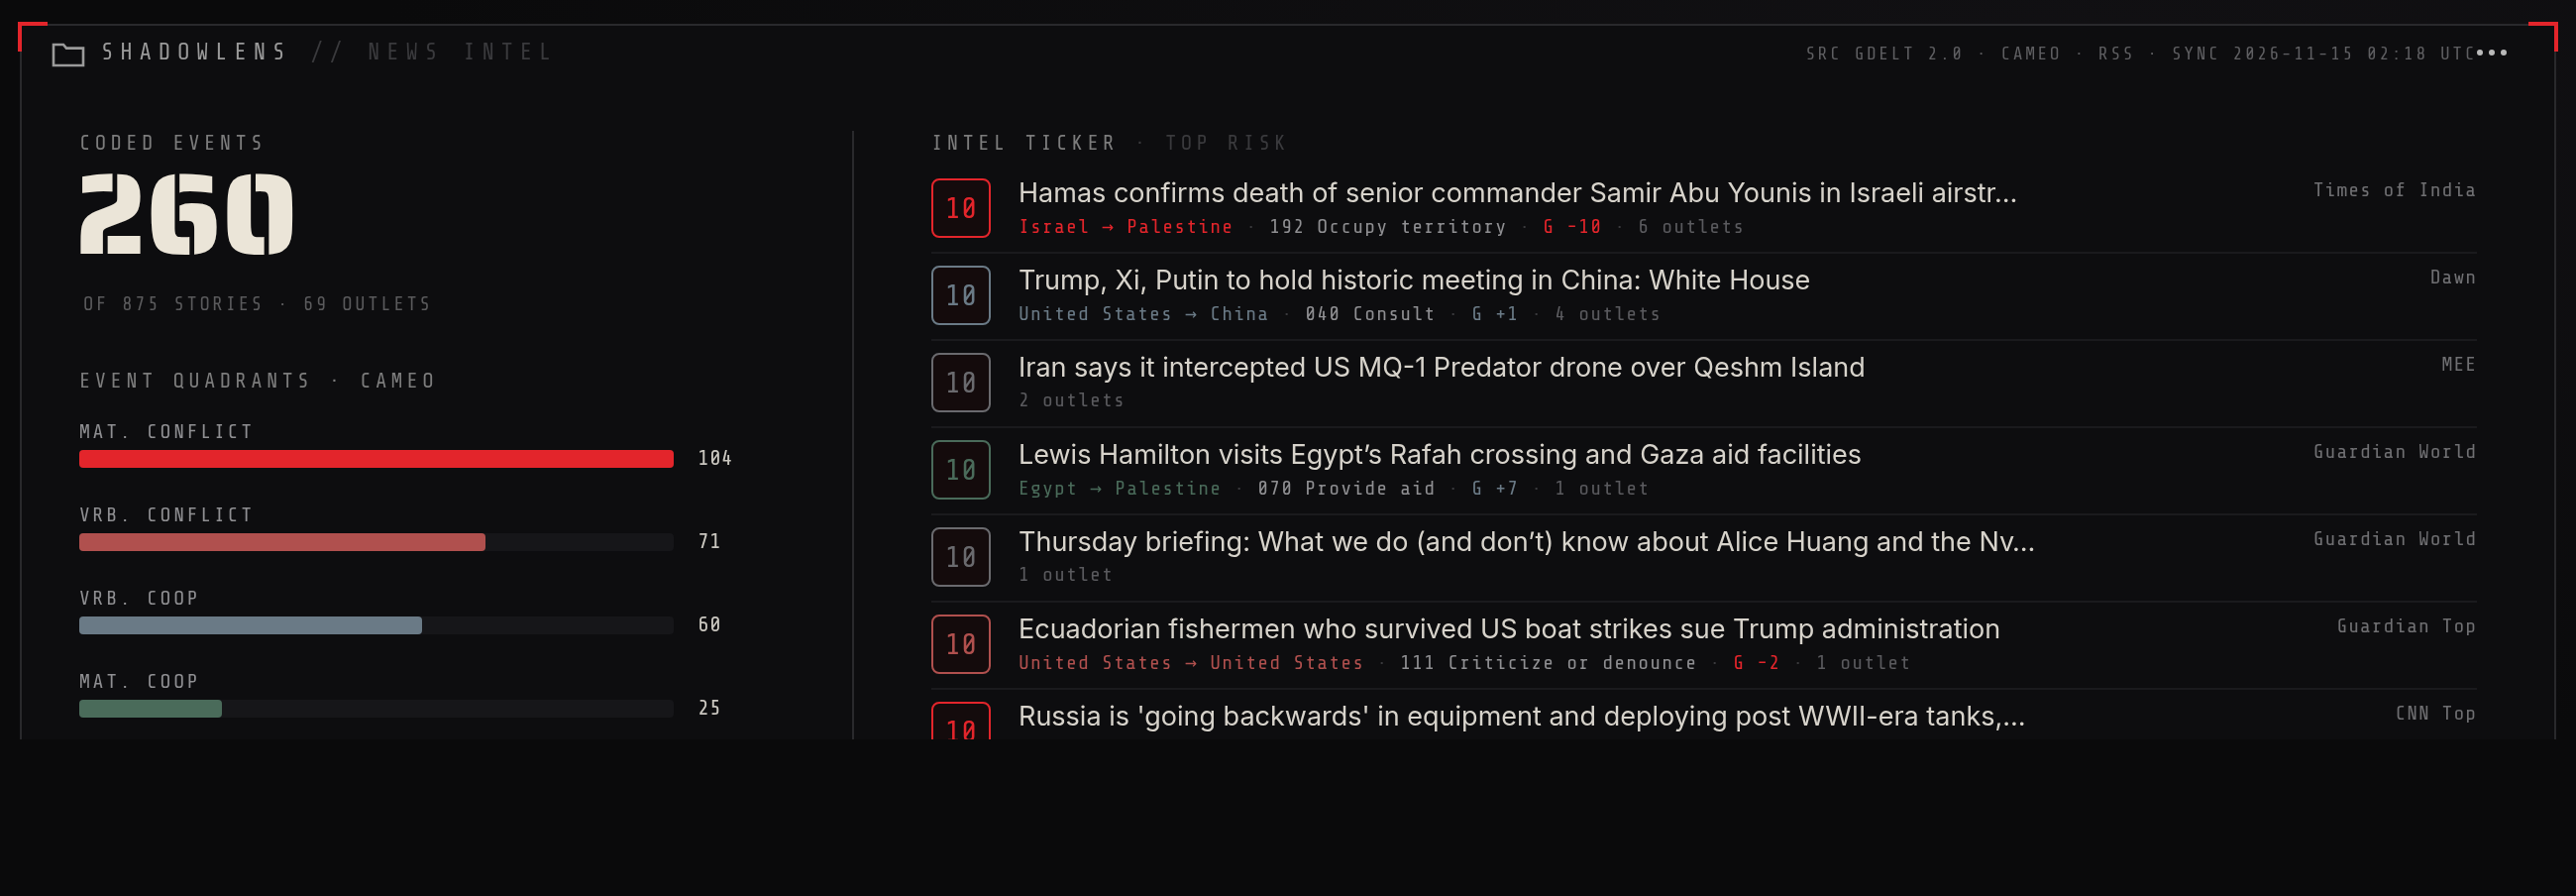 SHADOWLENS // NEWS INTEL
SRC GDELT 2.0 · CAMEO · RSS · SYNC 2026-11-15 02:18 UTC
CODED EVENTS
260
OF 875 STORIES · 69 OUTLETS
EVENT QUADRANTS · CAMEO
MAT. CONFLICT
104
VRB. CONFLICT
71
VRB. COOP
60
MAT. COOP
25
INTEL TICKER · TOP RISK
10
Hamas confirms death of senior commander Samir Abu Younis in Israeli airstr...
Times of India
Israel → Palestine · 192 Occupy territory · G -10 · 6 outlets
10
Trump, Xi, Putin to hold historic meeting in China: White House
Dawn
United States → China · 040 Consult · G +1 · 4 outlets
10
Iran says it intercepted US MQ-1 Predator drone over Qeshm Island
MEE
2 outlets
10
Lewis Hamilton visits Egypt’s Rafah crossing and Gaza aid facilities
Guardian World
Egypt → Palestine · 070 Provide aid · G +7 · 1 outlet
10
Thursday briefing: What we do (and don’t) know about Alice Huang and the Nv...
Guardian World
1 outlet
10
Ecuadorian fishermen who survived US boat strikes sue Trump administration
Guardian Top
United States → United States · 111 Criticize or denounce · G -2 · 1 outlet
10
Russia is 'going backwards' in equipment and deploying post WWII-era tanks,...
CNN Top